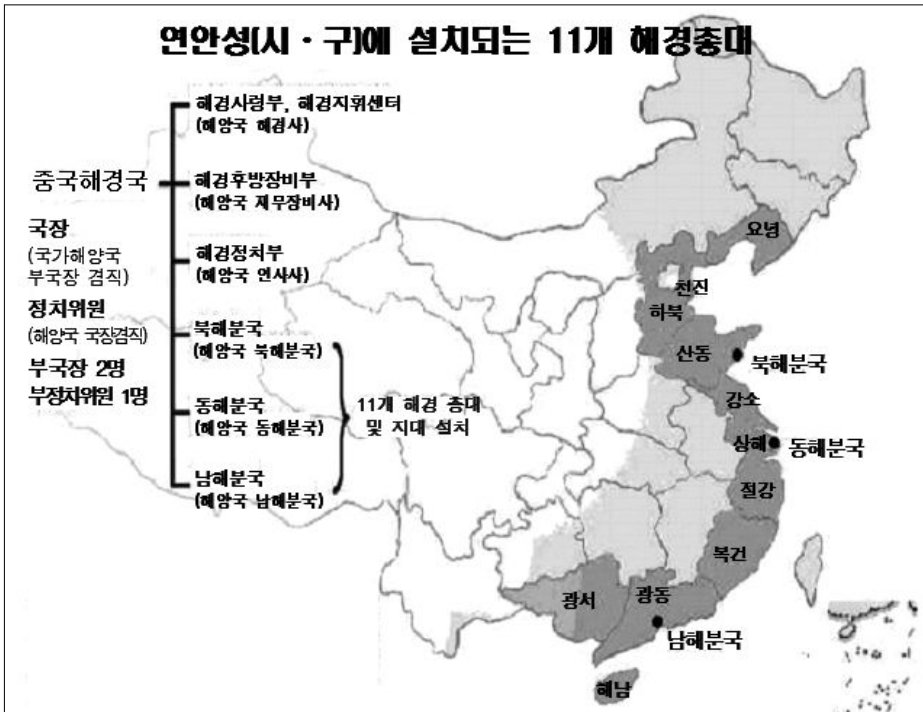 연안성(시·구)에 설치되는 11개 해경총대
해경사령부, 해경지휘센터
(해양국 해경사)
중국해경국
해경후방장비부
(해양국 재무장비사)
국장
(국가해양국
부국장 겸직)
해경정치부
(해양국 인사사)
정치위원
(해양국 국장겸직)
북해분국
(해양국 북해분국)
부국장 2명
부정치위원 1명
동해분국
(해양국 동해분국)
11개 해경 총대
및 지대 설치
남해분국
(해양국 남해분국)
요녕
천진
하북
산동
북해분국
강소
상해
동해분국
절강
복건
광서
광동
남해분국
해남